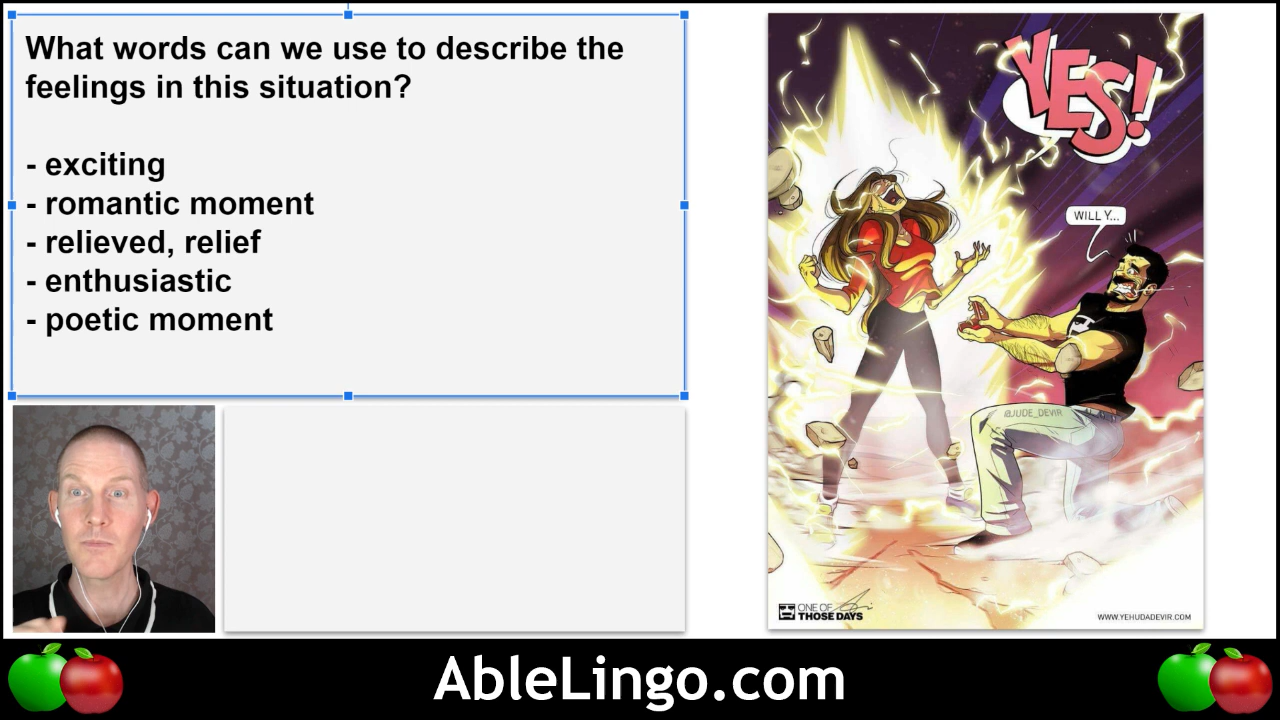 What words can we use to describe the
feelings in this situation?
- exciting
- romantic moment
- relieved, relief
- enthusiastic
- poetic moment
YES!
WILL Y...
@JUDE_DEVIR
ONE OF
THOSE DAYS
WWW.YEHUDADEVIR.COM
AbleLingo.com